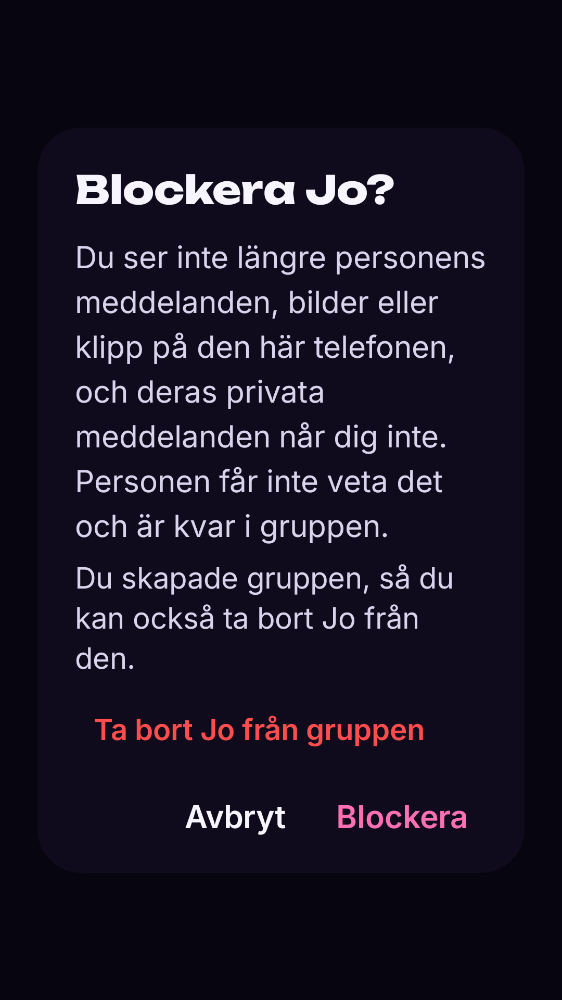 Blockera Jo?
Du ser inte längre personens
meddelanden, bilder eller
klipp på den här telefonen,
och deras privata
meddelanden når dig inte.
Personen får inte veta det
och är kvar i gruppen.
Du skapade gruppen, så du
kan också ta bort Jo från
den.
Ta bort Jo från gruppen
Avbryt Blockera